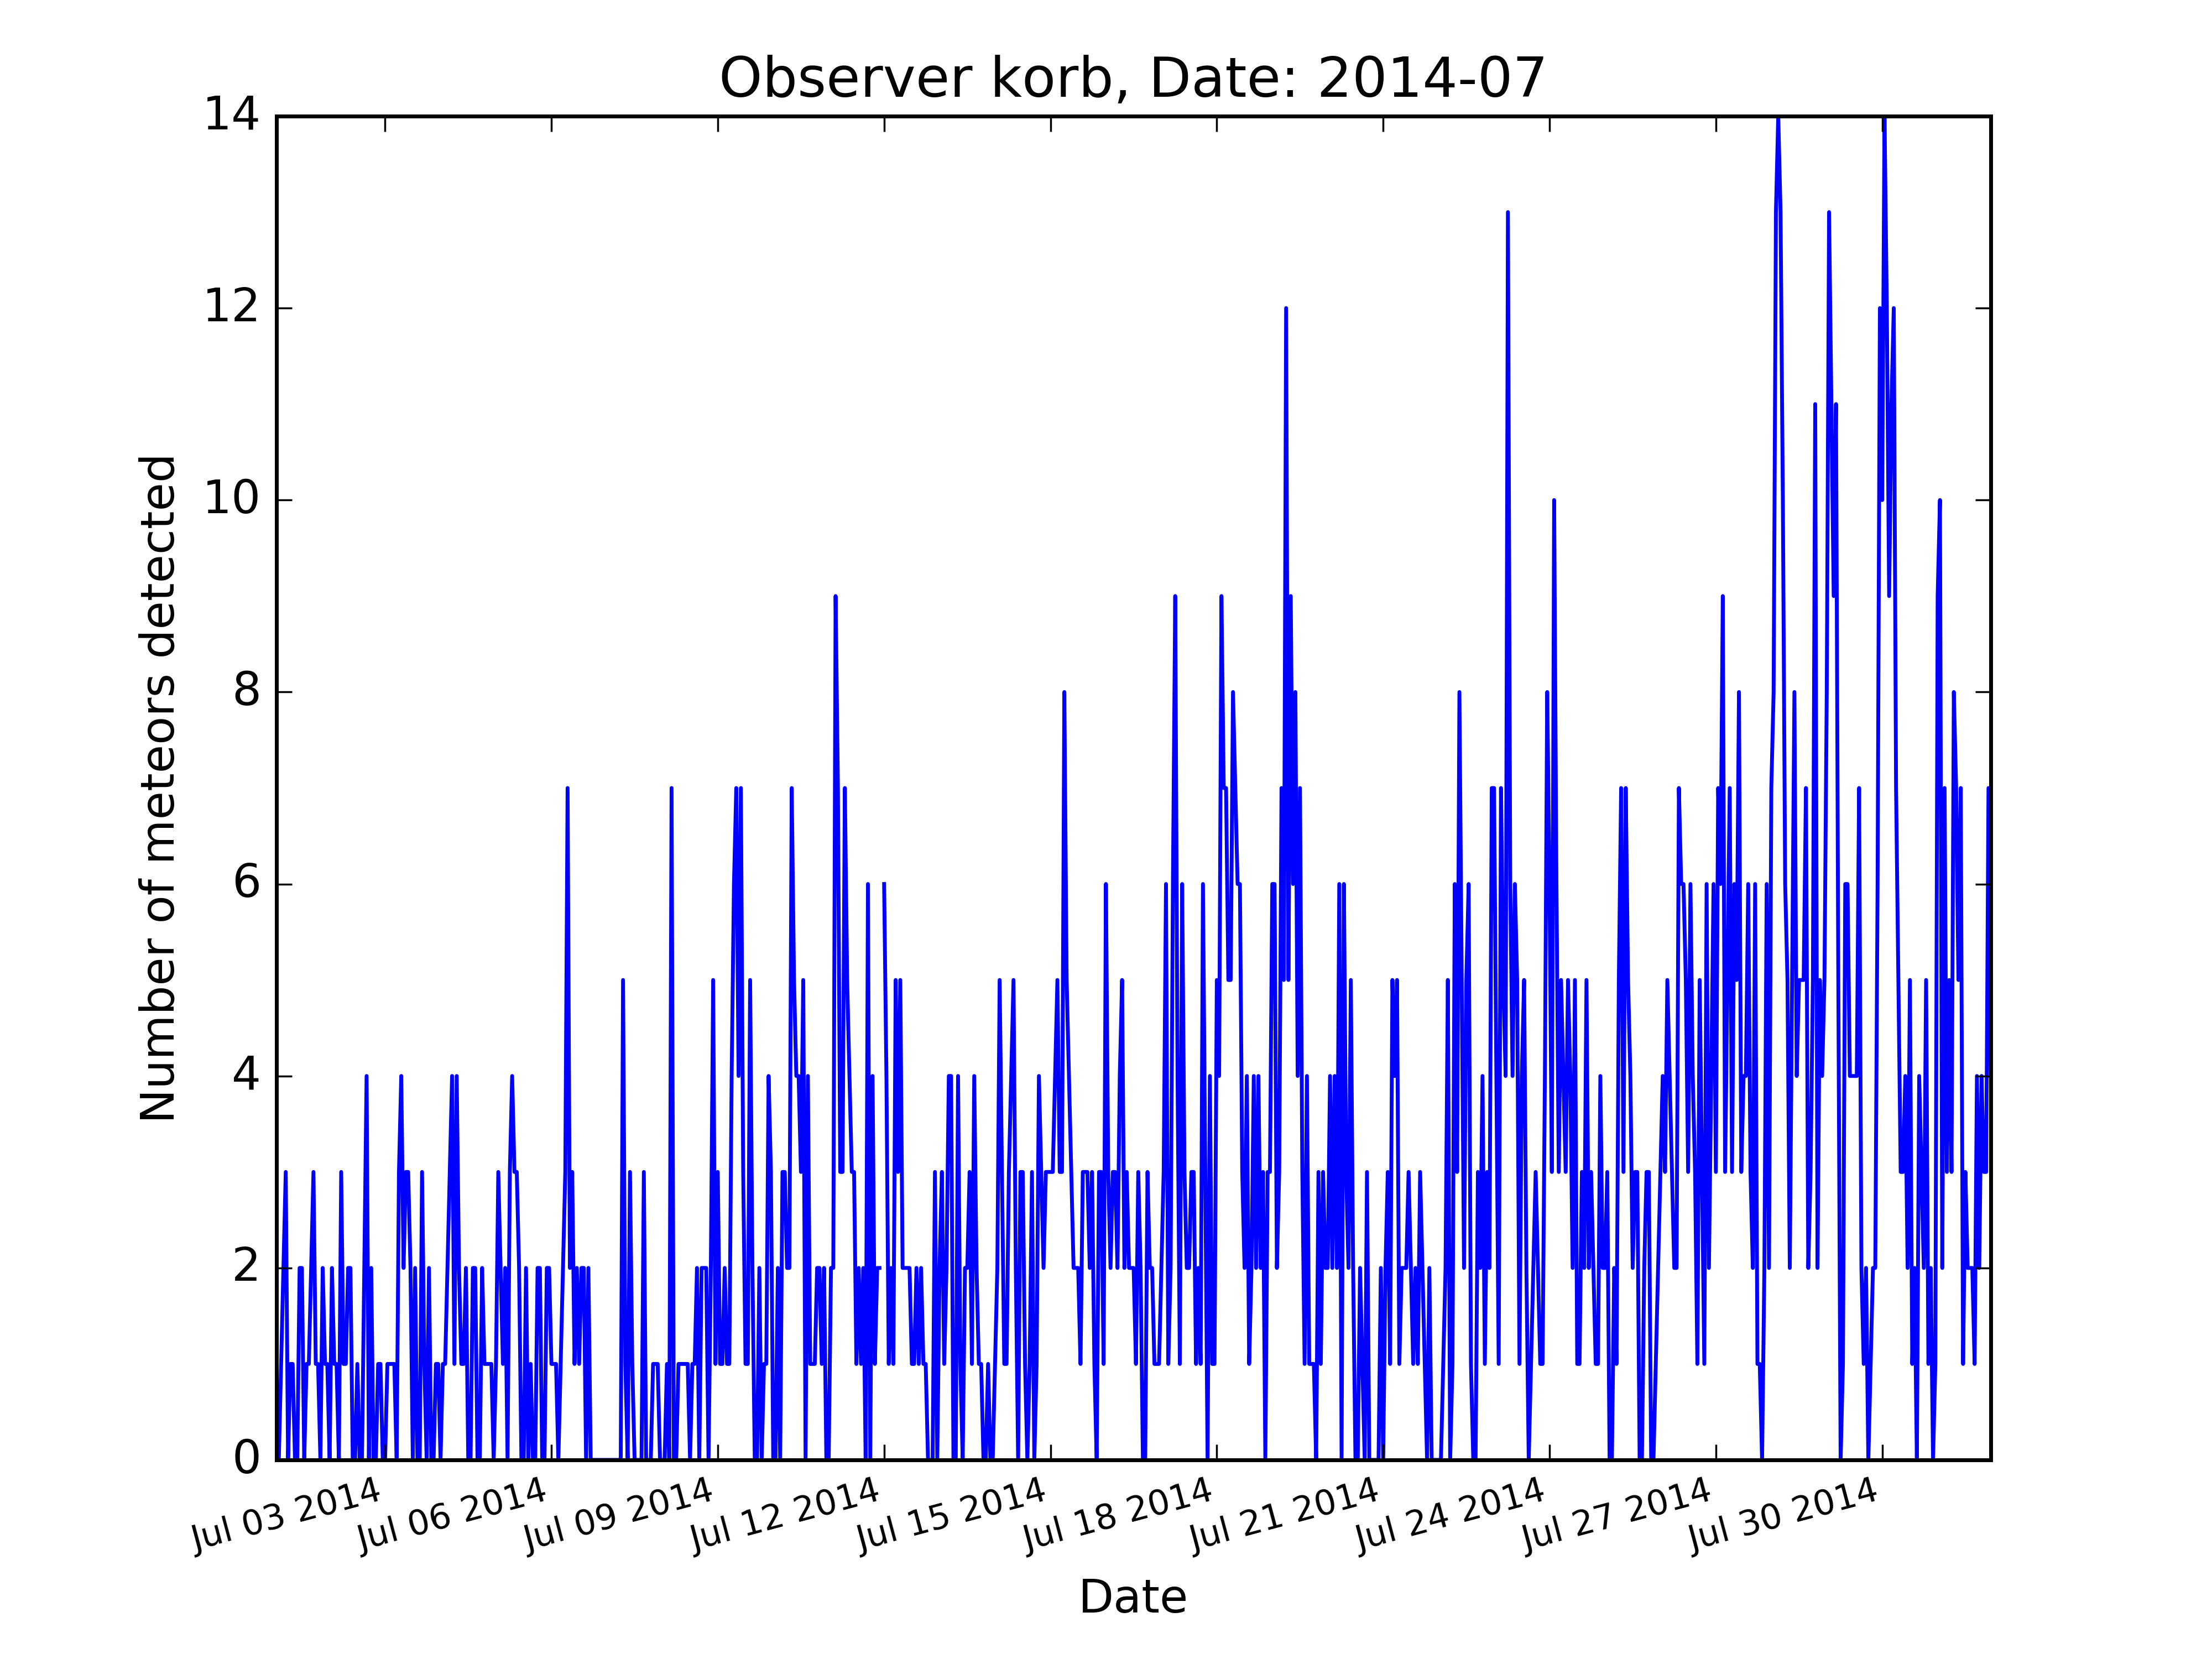 Observer korb, Date: 2014-07
14
12
10
8
6
4
2
0
Number of meteors detected
Jul 03 2014
Jul 06 2014
Jul 09 2014
Jul 12 2014
Jul 15 2014
Jul 18 2014
Jul 21 2014
Jul 24 2014
Jul 27 2014
Jul 30 2014
Date